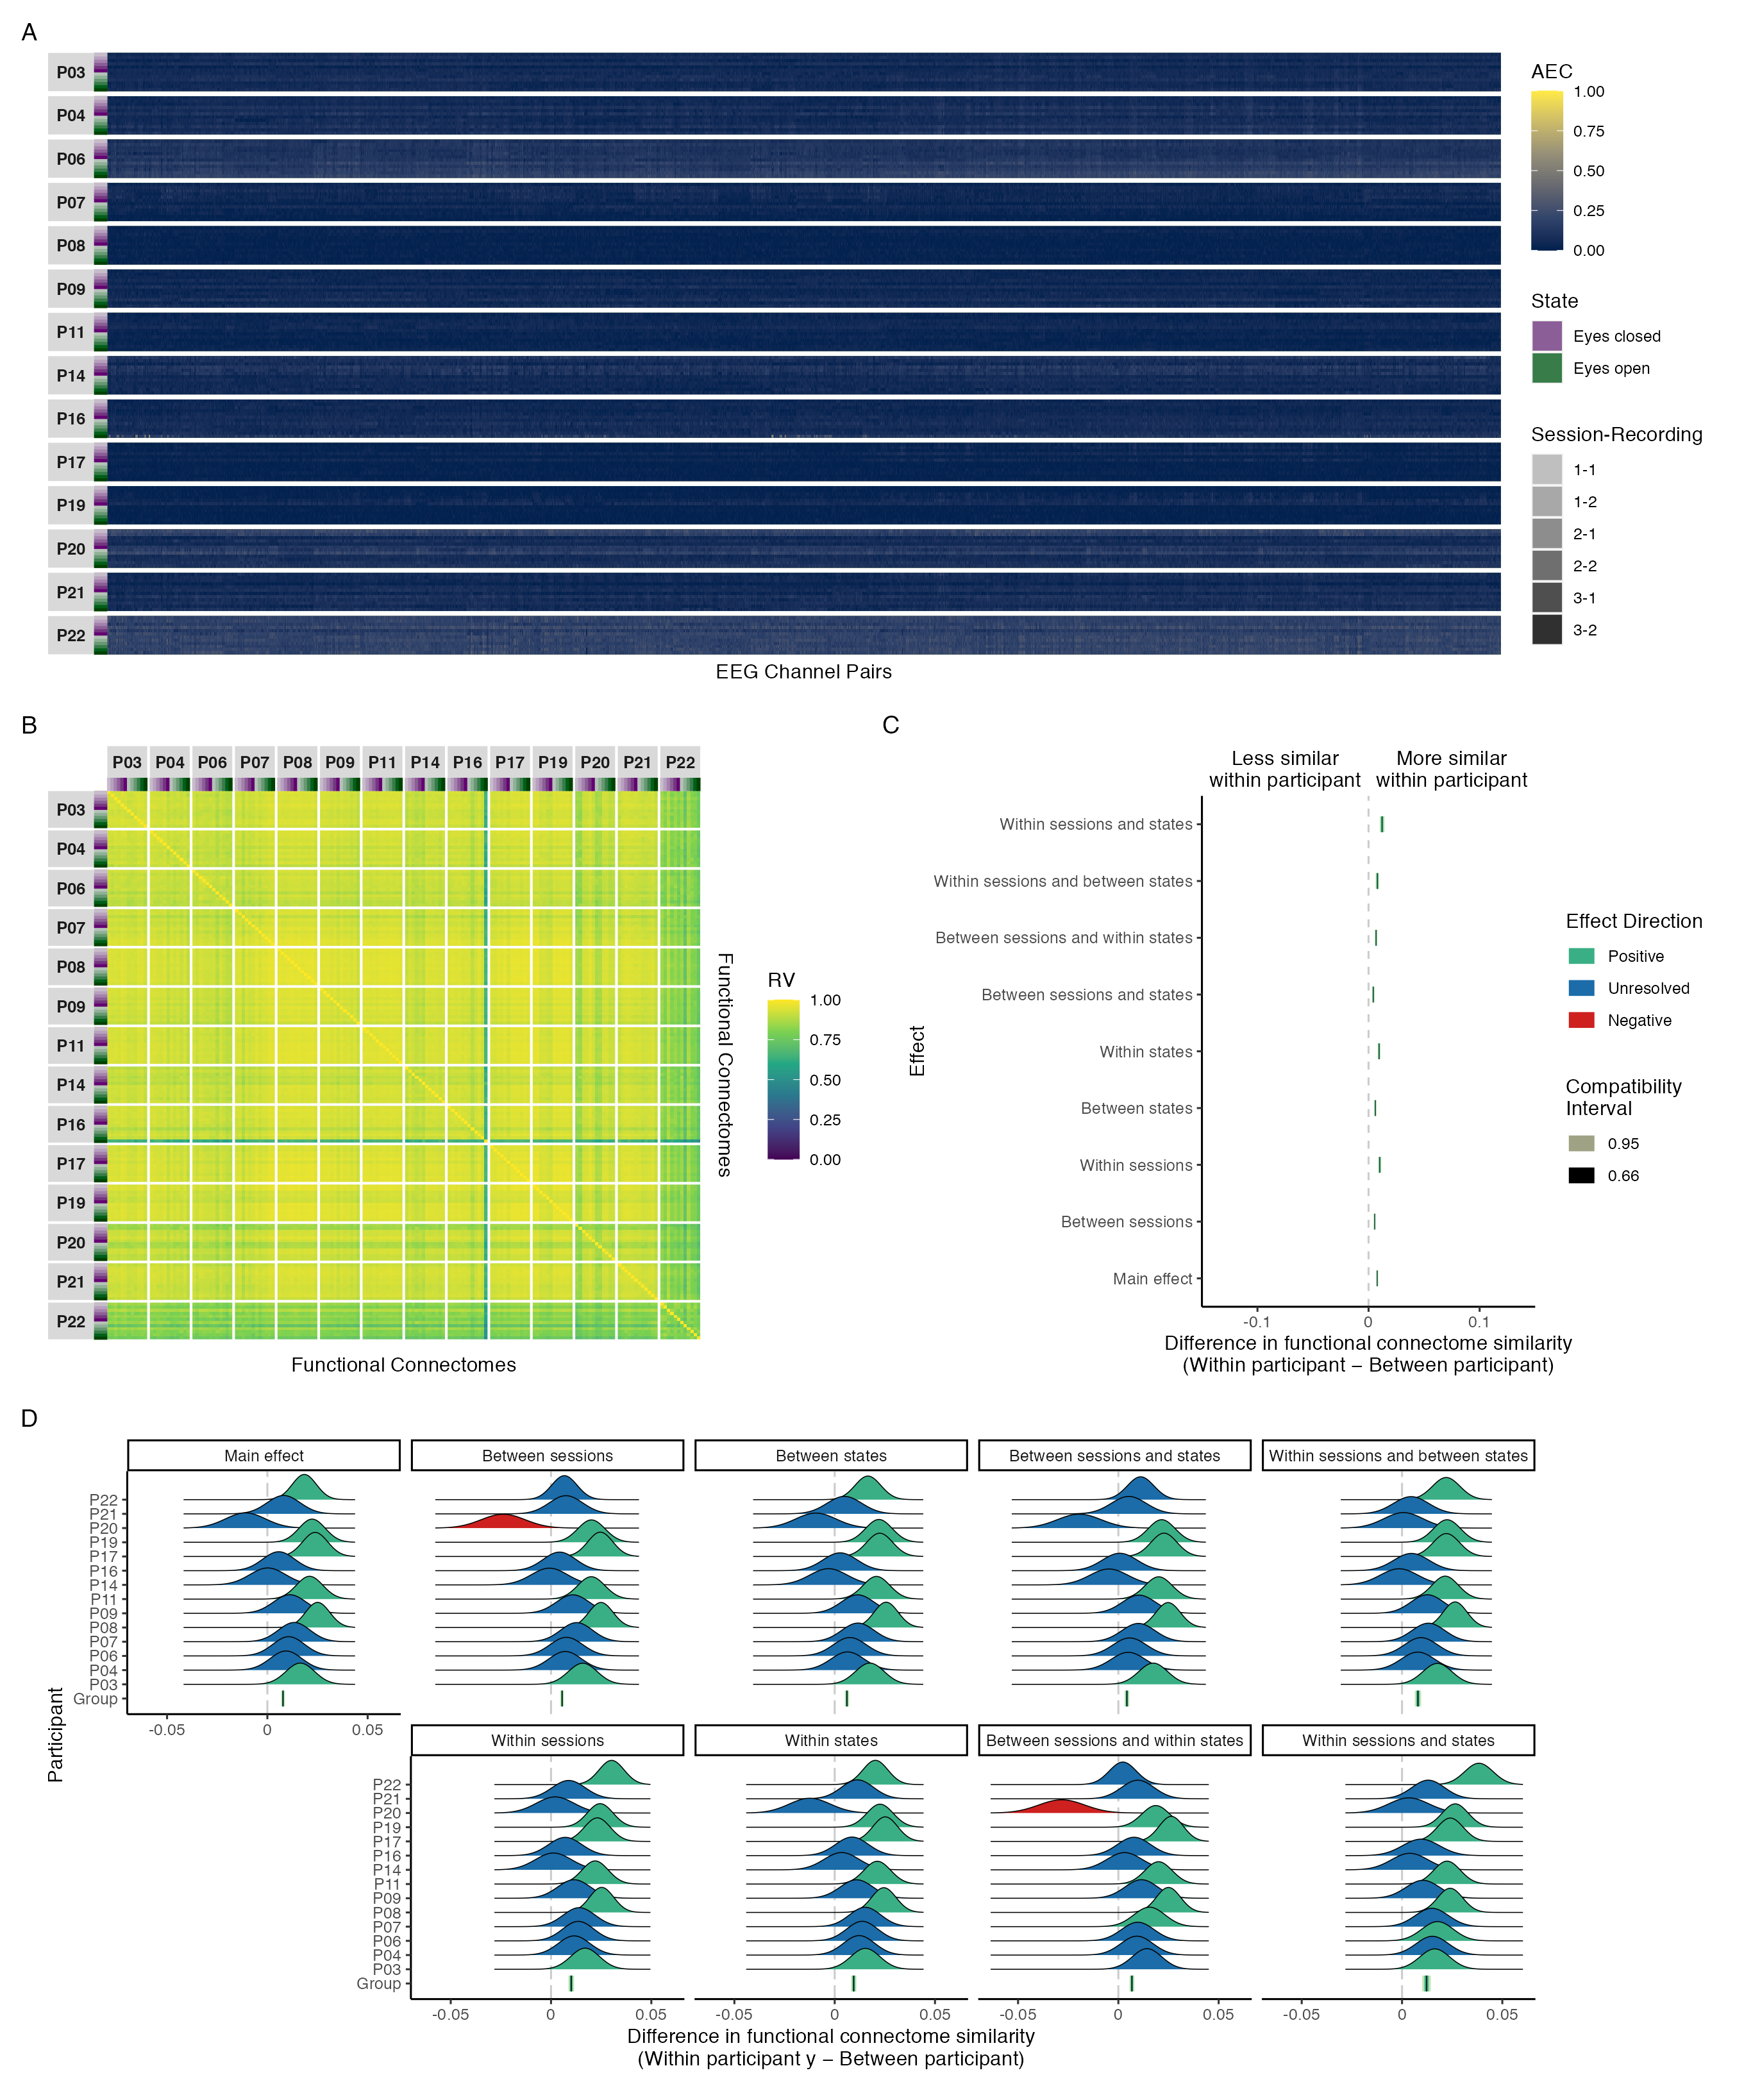 A
P03
P04
P06
P07
P08
P09
P11
P14
P16
P17
P19
P20
P21
P22
EEG Channel Pairs
AEC
1.00
0.75
0.50
0.25
0.00
State
Eyes closed
Eyes open
Session-Recording
1-1
1-2
2-1
2-2
3-1
3-2
B
P03 P04 P06 P07 P08 P09 P11 P14 P16 P17 P19 P20 P21 P22
P03
P04
P06
P07
P08
P09
P11
P14
P16
P17
P19
P20
P21
P22
Functional Connectomes
Functional Connectomes
RV
1.00
0.75
0.50
0.25
0.00
C
Less similar
within participant
More similar
within participant
Effect
Within sessions and states
Within sessions and between states
Between sessions and within states
Between sessions and states
Within states
Between states
Within sessions
Between sessions
Main effect
-0.1 0 0.1
Difference in functional connectome similarity
(Within participant – Between participant)
Effect Direction
Positive
Unresolved
Negative
Compatibility
Interval
0.95
0.66
D
Participant
Main effect
Between sessions
Between states
Between sessions and states
Within sessions and between states
P22
P21
P20
P19
P17
P16
P14
P11
P09
P08
P07
P06
P04
P03
Group
-0.05 0 0.05
Within sessions
Within states
Between sessions and within states
Within sessions and states
P22
P21
P20
P19
P17
P16
P14
P11
P09
P08
P07
P06
P04
P03
Group
-0.05 0 0.05
-0.05 0 0.05
-0.05 0 0.05
-0.05 0 0.05
Difference in functional connectome similarity
(Within participant y – Between participant)